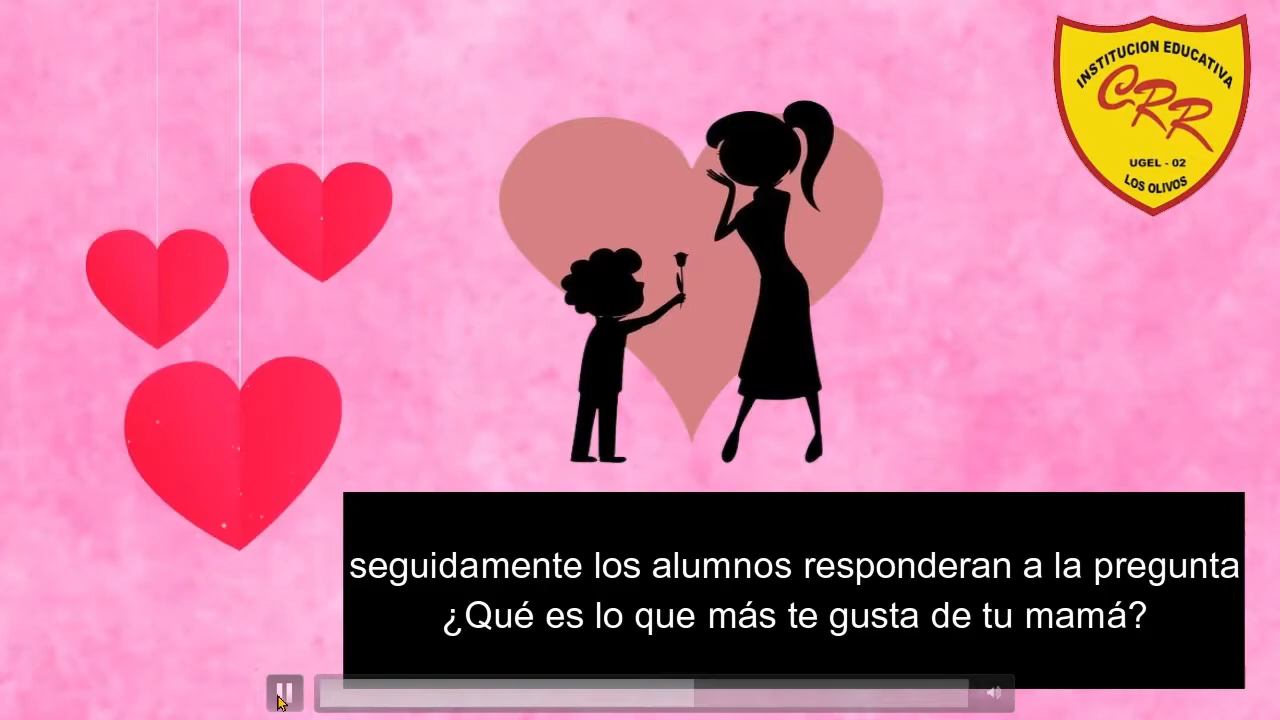 INSTITUCION EDUCATIVA
CRR
UGEL - 02
LOS OLIVOS
seguidamente los alumnos responderan a la pregunta
¿Qué es lo que más te gusta de tu mamá?